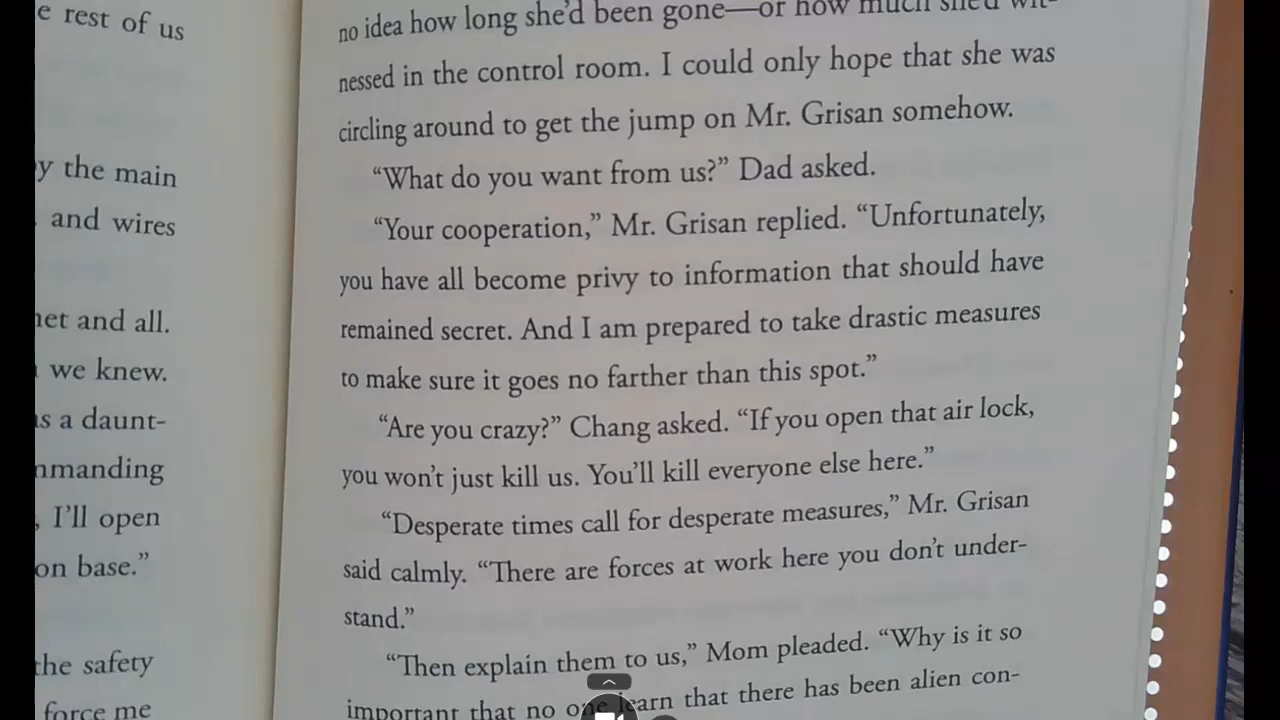 e rest of us
y the main
and wires
net and all.
we knew.
s a daunt-
mmanding
, I'll open
on base."
the safety
force me
no idea how long she'd been gone—or how much she'd wit-
nessed in the control room. I could only hope that she was
circling around to get the jump on Mr. Grisan somehow.
"What do you want from us?" Dad asked.
"Your cooperation," Mr. Grisan replied. "Unfortunately,
you have all become privy to information that should have
remained secret. And I am prepared to take drastic measures
to make sure it goes no farther than this spot."
"Are you crazy?" Chang asked. "If you open that air lock,
you won't just kill us. You'll kill everyone else here."
"Desperate times call for desperate measures," Mr. Grisan
said calmly. "There are forces at work here you don't under-
stand."
"Then explain them to us," Mom pleaded. "Why is it so
important that no one learn that there has been alien con-